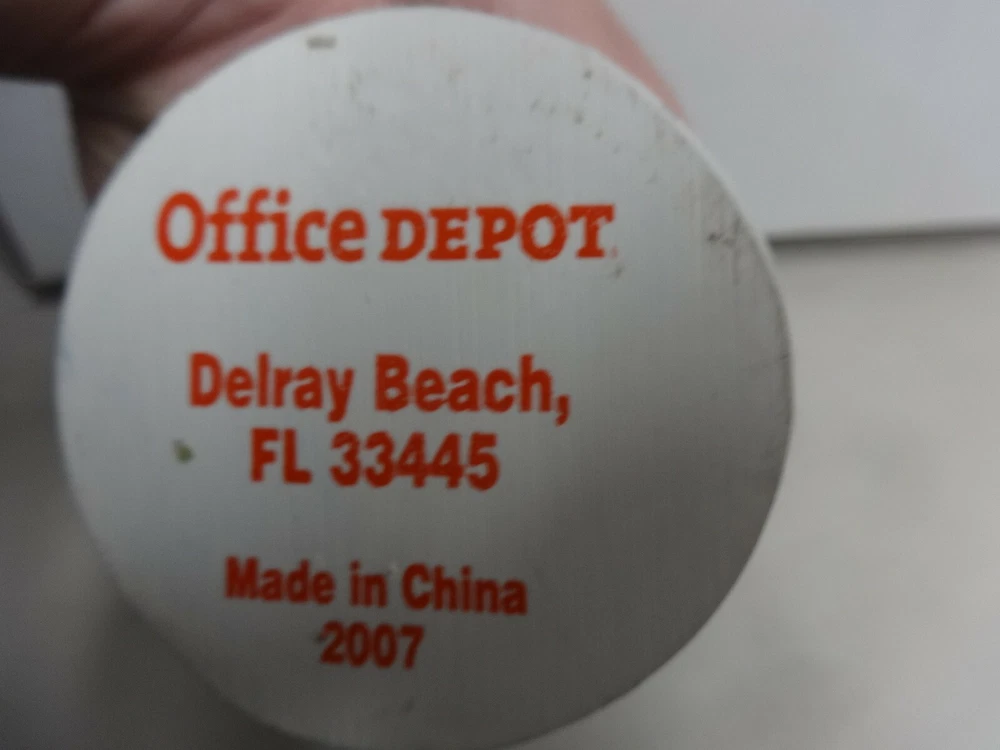 Office DEPOT
Delray Beach,
FL 33445
Made in China
2007